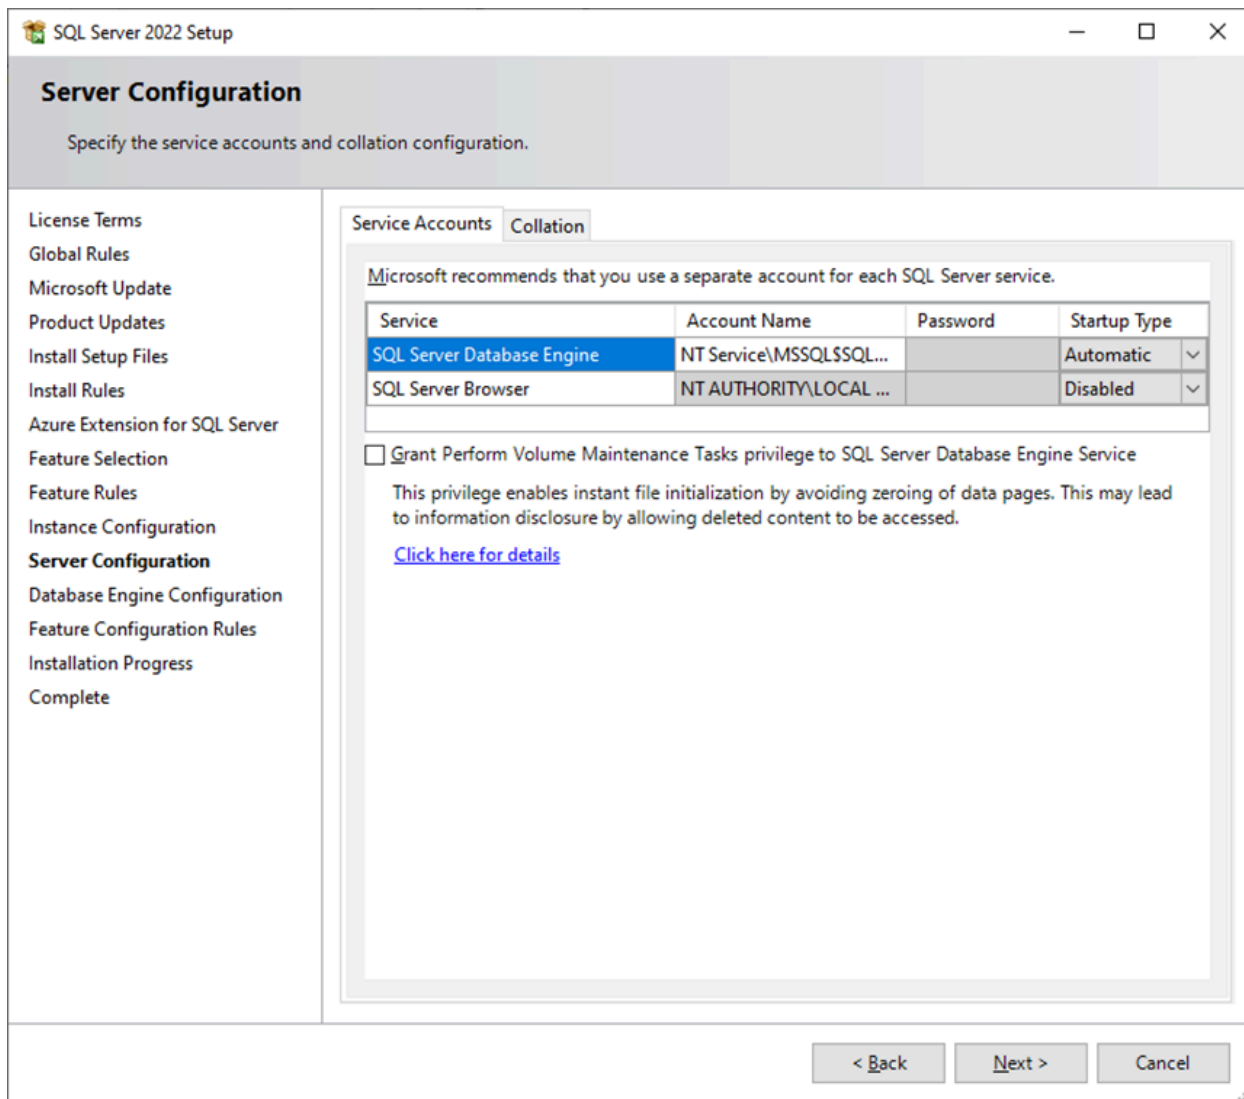 SQL Server 2022 Setup
Server Configuration
Specify the service accounts and collation configuration.
License Terms
Global Rules
Microsoft Update
Product Updates
Install Setup Files
Install Rules
Azure Extension for SQL Server
Feature Selection
Feature Rules
Instance Configuration
Server Configuration
Database Engine Configuration
Feature Configuration Rules
Installation Progress
Complete
Service Accounts Collation
Microsoft recommends that you use a separate account for each SQL Server service.
Service Account Name Password Startup Type
SQL Server Database Engine NT Service\MSSQL$SQL... Automatic
SQL Server Browser NT AUTHORITY\LOCAL ... Disabled
Grant Perform Volume Maintenance Tasks privilege to SQL Server Database Engine Service
This privilege enables instant file initialization by avoiding zeroing of data pages. This may lead
to information disclosure by allowing deleted content to be accessed.
Click here for details
< Back Next > Cancel